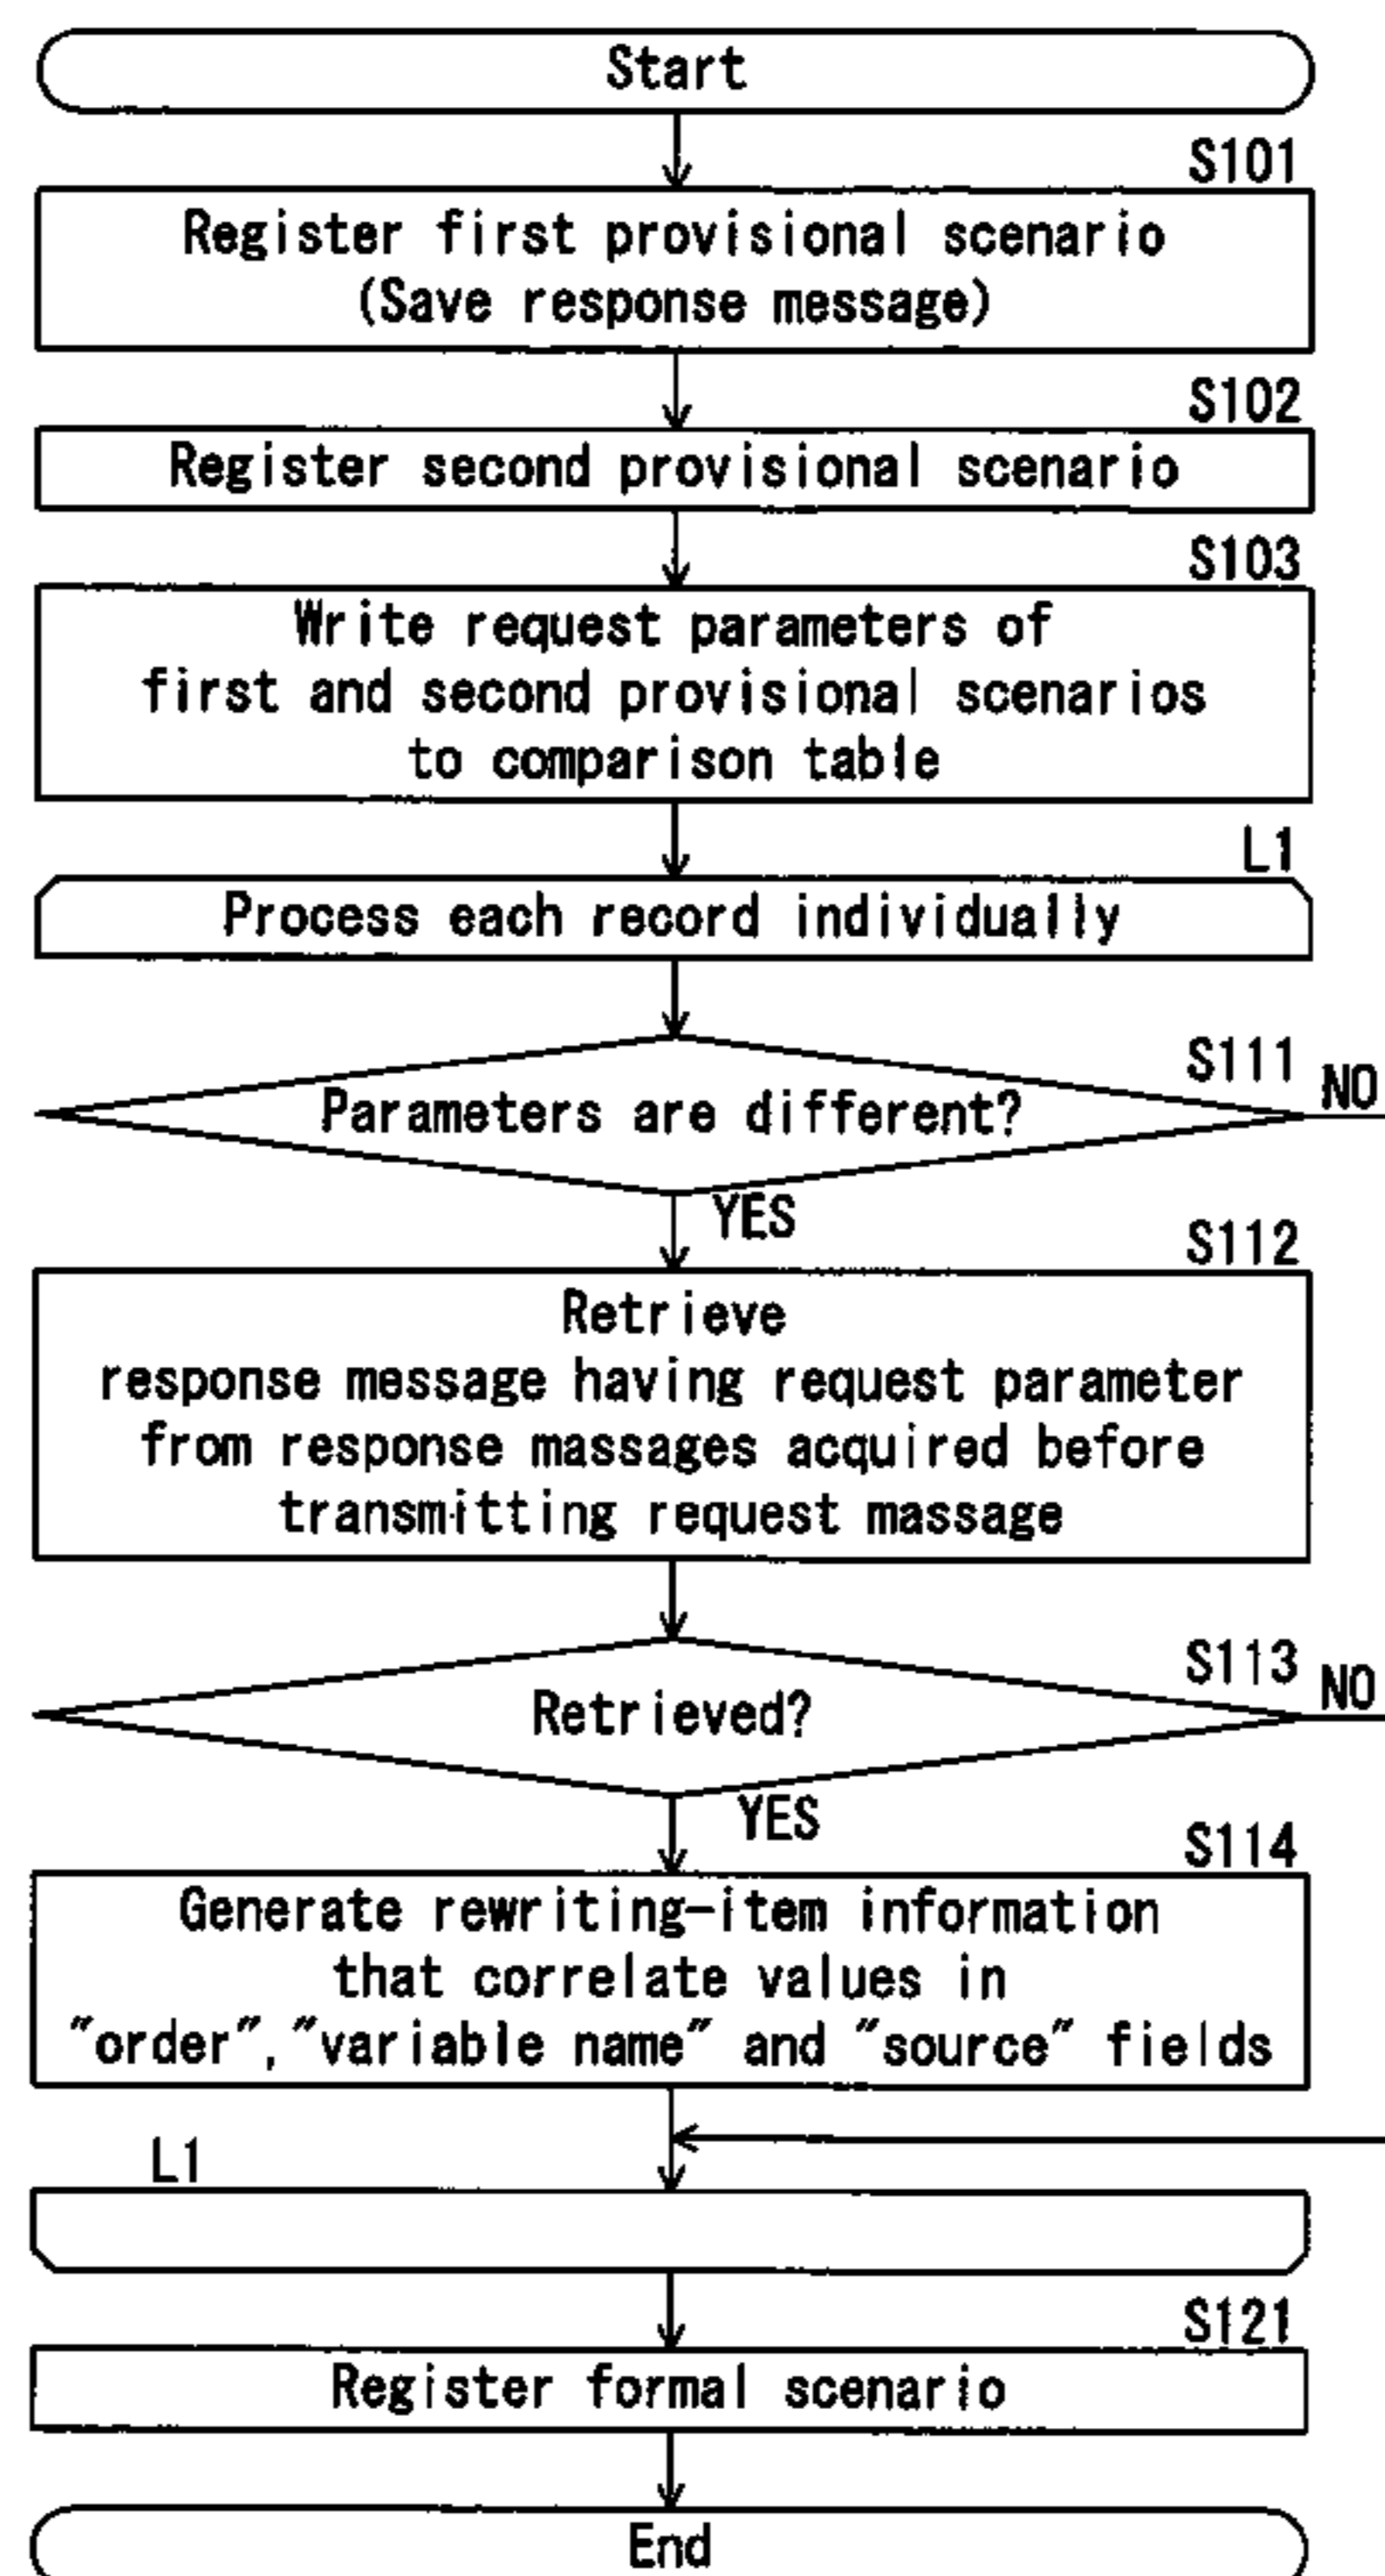 Start
S101
Register first provisional scenario
(Save response message)
S102
Register second provisional scenario
S103
Write request parameters of
first and second provisional scenarios
to comparison table
L1
Process each record individually
S111
NO
Parameters are different?
YES
S112
Retrieve
response message having request parameter
from response massages acquired before
transmitting request massage
S113
NO
Retrieved?
YES
S114
Generate rewriting-item information
that correlate values in
"order", "variable name" and "source" fields
L1
S121
Register formal scenario
End